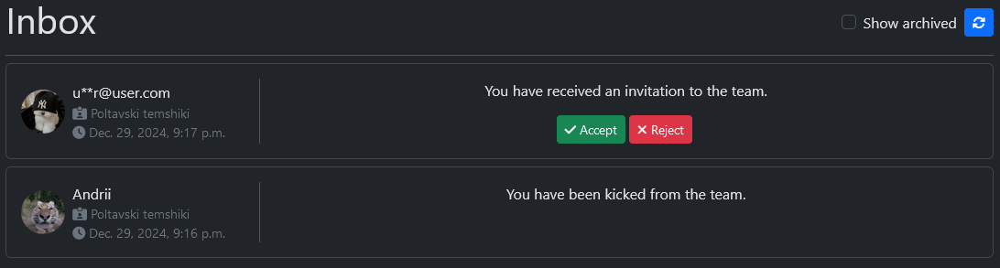 Inbox
Show archived
u**r@user.com
Poltavski temshiki
Dec. 29, 2024, 9:17 p.m.
You have received an invitation to the team.
Accept
Reject
Andrii
Poltavski temshiki
Dec. 29, 2024, 9:16 p.m.
You have been kicked from the team.